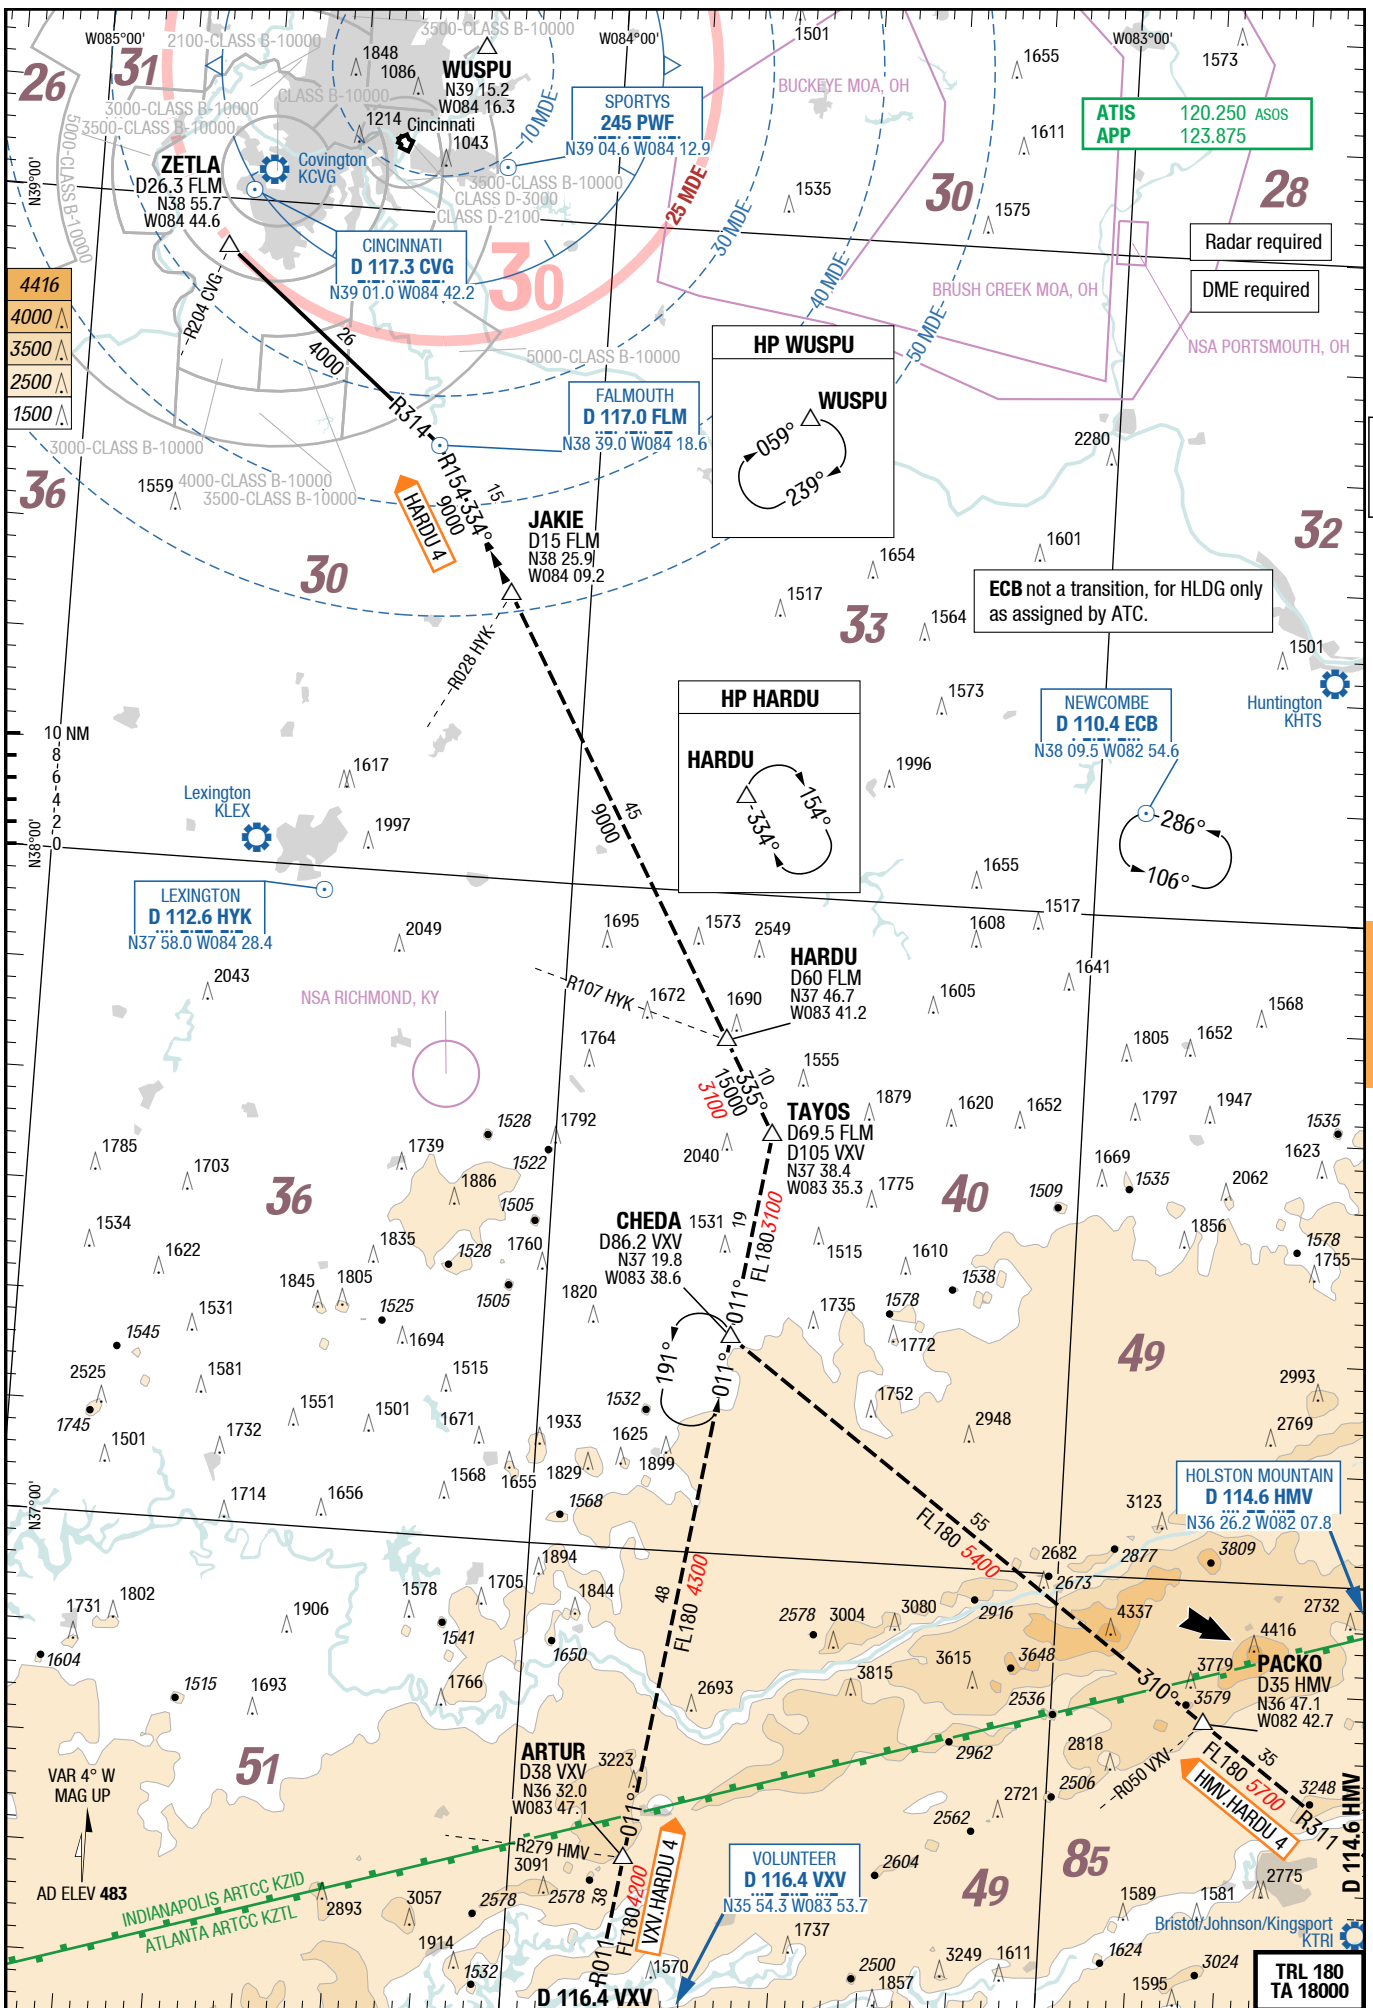 W085°00'
2100-CLASS B-10000
3500-CLASS B-10000
W084°00'
1501
W083°00'
1573
26
31
1848
1086
WUSPU
N39 15.2
W084 16.3
1655
BUCKEYE MOA, OH
3000-CLASS B-10000
CLASS B-10000
3500-CLASS B-10000
5000-CLASS B-10000
1214
Cincinnati
1043
10 MDE
SPORTYS
245 PWF
N39 04.6 W084 12.9
1611
ATIS 120.250 ASOS
APP 123.875
N39°00'
ZETLA
D26.3 FLM
N38 55.7
W084 44.6
Covington
KCVG
3500-CLASS B-10000
CLASS D-3000
CLASS D-2100
25 MDE
30 MDE
40 MDE
50 MDE
1535
30
1575
28
Radar required
DME required
CINCINNATI
D 117.3 CVG
N39 01.0 W084 42.2
30
4416
4000
3500
2500
1500
R204 CVG
26
4000
5000-CLASS B-10000
BRUSH CREEK MOA, OH
NSA PORTSMOUTH, OH
HP WUSPU
WUSPU
059°
239°
FALMOUTH
D 117.0 FLM
N38 39.0 W084 18.6
R314
3000-CLASS B-10000
4000-CLASS B-10000
3500-CLASS B-10000
36
1559
R154
334°
15
9000
HARDU 4
JAKIE
D15 FLM
N38 25.9
W084 09.2
2280
32
30
1654
1601
1517
33
1564
ECB not a transition, for HLDG only
as assigned by ATC.
1501
R028 HYK
HP HARDU
HARDU
154°
334°
1573
NEWCOMBE
D 110.4 ECB
N38 09.5 W082 54.6
Huntington
KHTS
10 NM
8
6
4
2
0
N38°00'
1617
Lexington
KLEX
1997
45
9000
1996
286°
106°
LEXINGTON
D 112.6 HYK
N37 58.0 W084 28.4
1655
1517
1608
2049
1695
1573
2549
HARDU
D60 FLM
N37 46.7
W083 41.2
1641
2043
NSA RICHMOND, KY
R107 HYK
1672
1690
1605
1568
1764
1805
1652
1555
10
335°
15000
3100
1879
1620
1652
1797
1947
1535
1528
1792
1522
TAYOS
D69.5 FLM
D105 VXV
N37 38.4
W083 35.3
2040
1785
1703
1739
1886
36
1775
40
1509
1669
1535
2062
1623
1505
CHEDA
D86.2 VXV
N37 19.8
W083 38.6
1531
19
FL180
3100
1534
1622
1835
1528
1760
1515
1610
1856
1578
1755
1845
1805
1505
1820
1538
1531
1525
1545
1694
011°
1735
1578
1772
191°
011°
49
2525
1581
1515
1532
1752
2993
1745
1551
1501
1671
1933
2948
2769
1501
1732
1625
1899
1568
1655
1829
N37°00'
1714
1656
1568
55
FL180
5400
3123
HOLSTON MOUNTAIN
D 114.6 HMV
N36 26.2 W082 07.8
1894
48
FL180
4300
2682
2877
3809
2673
1802
1731
1578
1705
1844
1906
1541
2578
3004
3080
2916
4337
2732
4416
1604
1650
3615
3648
3779
PACKO
D35 HMV
N36 47.1
W082 42.7
1515
1693
1766
2693
3815
310°
3579
2536
51
ARTUR
D38 VXV
N36 32.0
W083 47.1
3223
2962
2818
R050 VXV
35
FL180
5700
HMV.HARDU 4
3248
R311
D 114.6 HMV
VAR 4° W
MAG UP
AD ELEV 483
011°
2721
2506
2562
85
R279 HMV
3091
38
FL180
4200
VXV.HARDU 4
VOLUNTEER
D 116.4 VXV
N35 54.3 W083 53.7
2604
49
2775
INDIANAPOLIS ARTCC KZID
ATLANTA ARTCC KZTL
2893
3057
2578
2578
1589
1581
Bristol/Johnson/Kingsport
KTRI
1914
1532
R011
D 116.4 VXV
1570
1737
2500
1857
3249
1611
1624
1595
3024
TRL 180
TA 18000